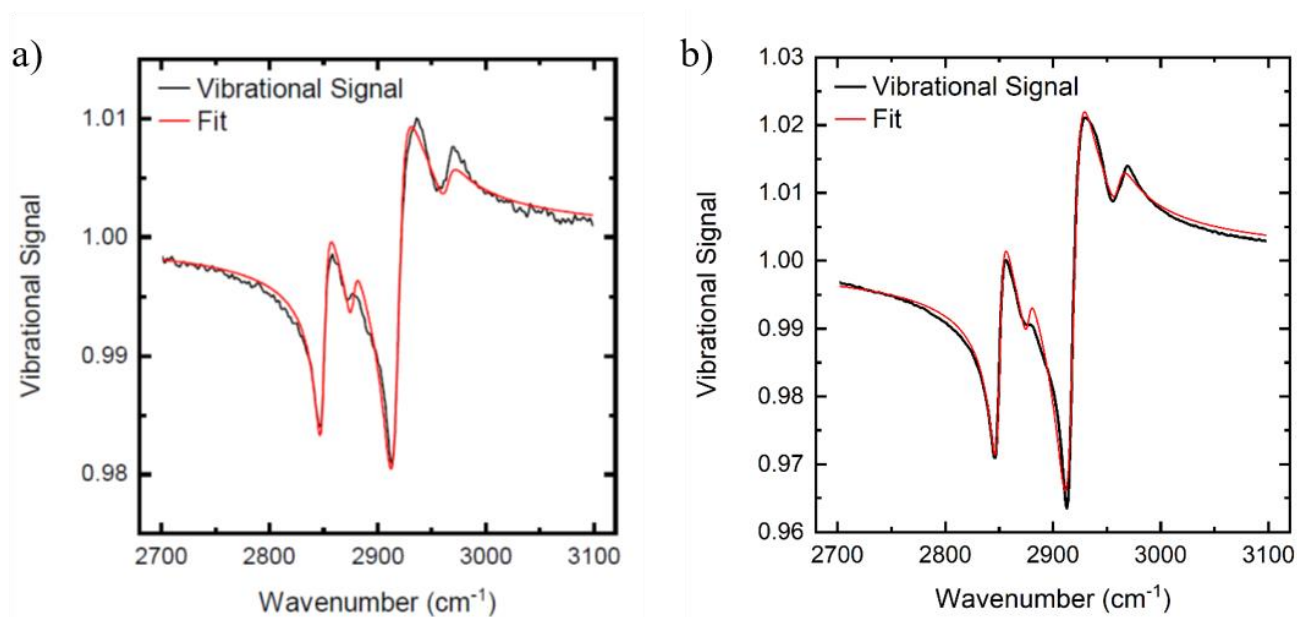 a)
Vibrational Signal
Fit
1.01
1.00
0.99
0.98
Vibrational Signal
2700 2800 2900 3000 3100
Wavenumber (cm-1)
b)
Vibrational Signal
Fit
1.03
1.02
1.01
1.00
0.99
0.98
0.97
0.96
Vibrational Signal
2700 2800 2900 3000 3100
Wavenumber (cm-1)